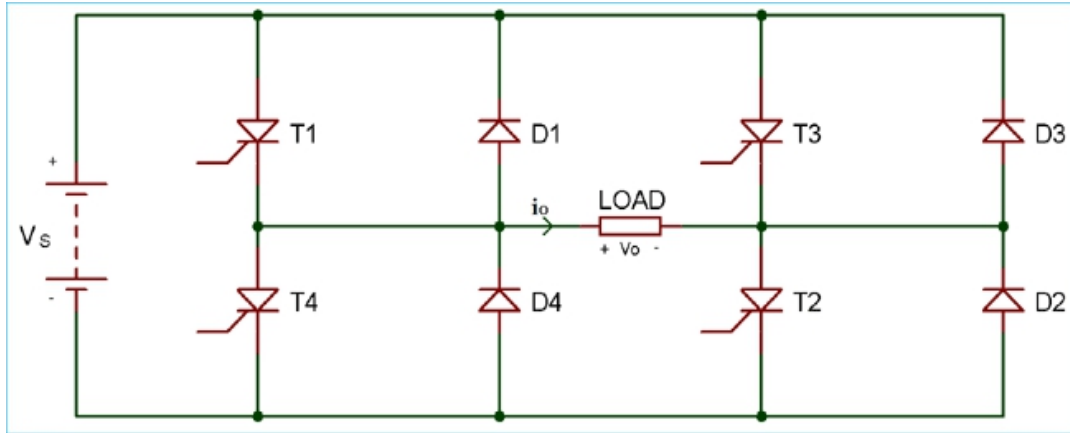 T1
D1
T3
D3
+
VS
-
io
LOAD
+ Vo -
T4
D4
T2
D2